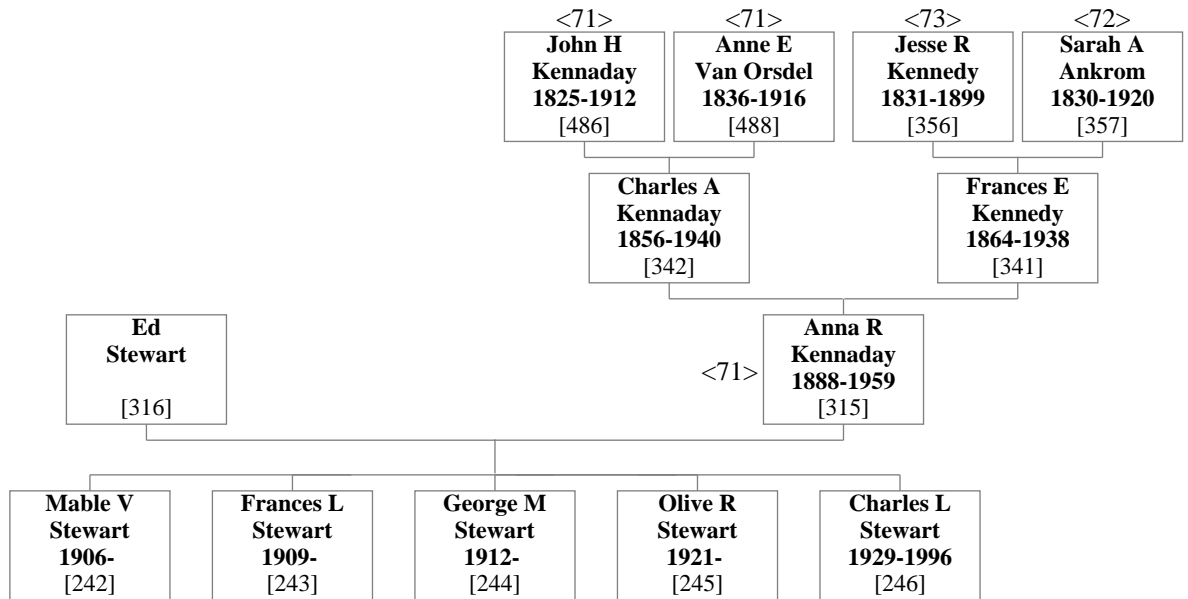 <71>
<71>
<73>
<72>
John H
Kennaday
1825-1912
[486]
Anne E
Van Orsdel
1836-1916
[488]
Jesse R
Kennedy
1831-1899
[356]
Sarah A
Ankrom
1830-1920
[357]
Charles A
Kennaday
1856-1940
[342]
Frances E
Kennedy
1864-1938
[341]
Ed
Stewart
[316]
<71>
Anna R
Kennaday
1888-1959
[315]
Mable V
Stewart
1906-
[242]
Frances L
Stewart
1909-
[243]
George M
Stewart
1912-
[244]
Olive R
Stewart
1921-
[245]
Charles L
Stewart
1929-1996
[246]